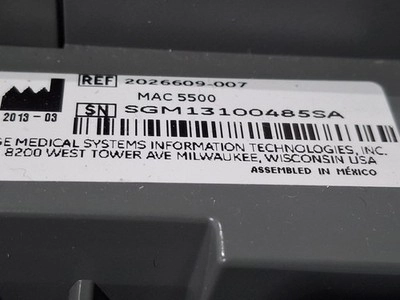 REF 2026609-007
MAC 5500
2013-03
SN SGM13100485SA
GE MEDICAL SYSTEMS INFORMATION TECHNOLOGIES, INC.
8200 WEST TOWER AVE MILWAUKEE, WISCONSIN USA
ASSEMBLED IN MÉXICO